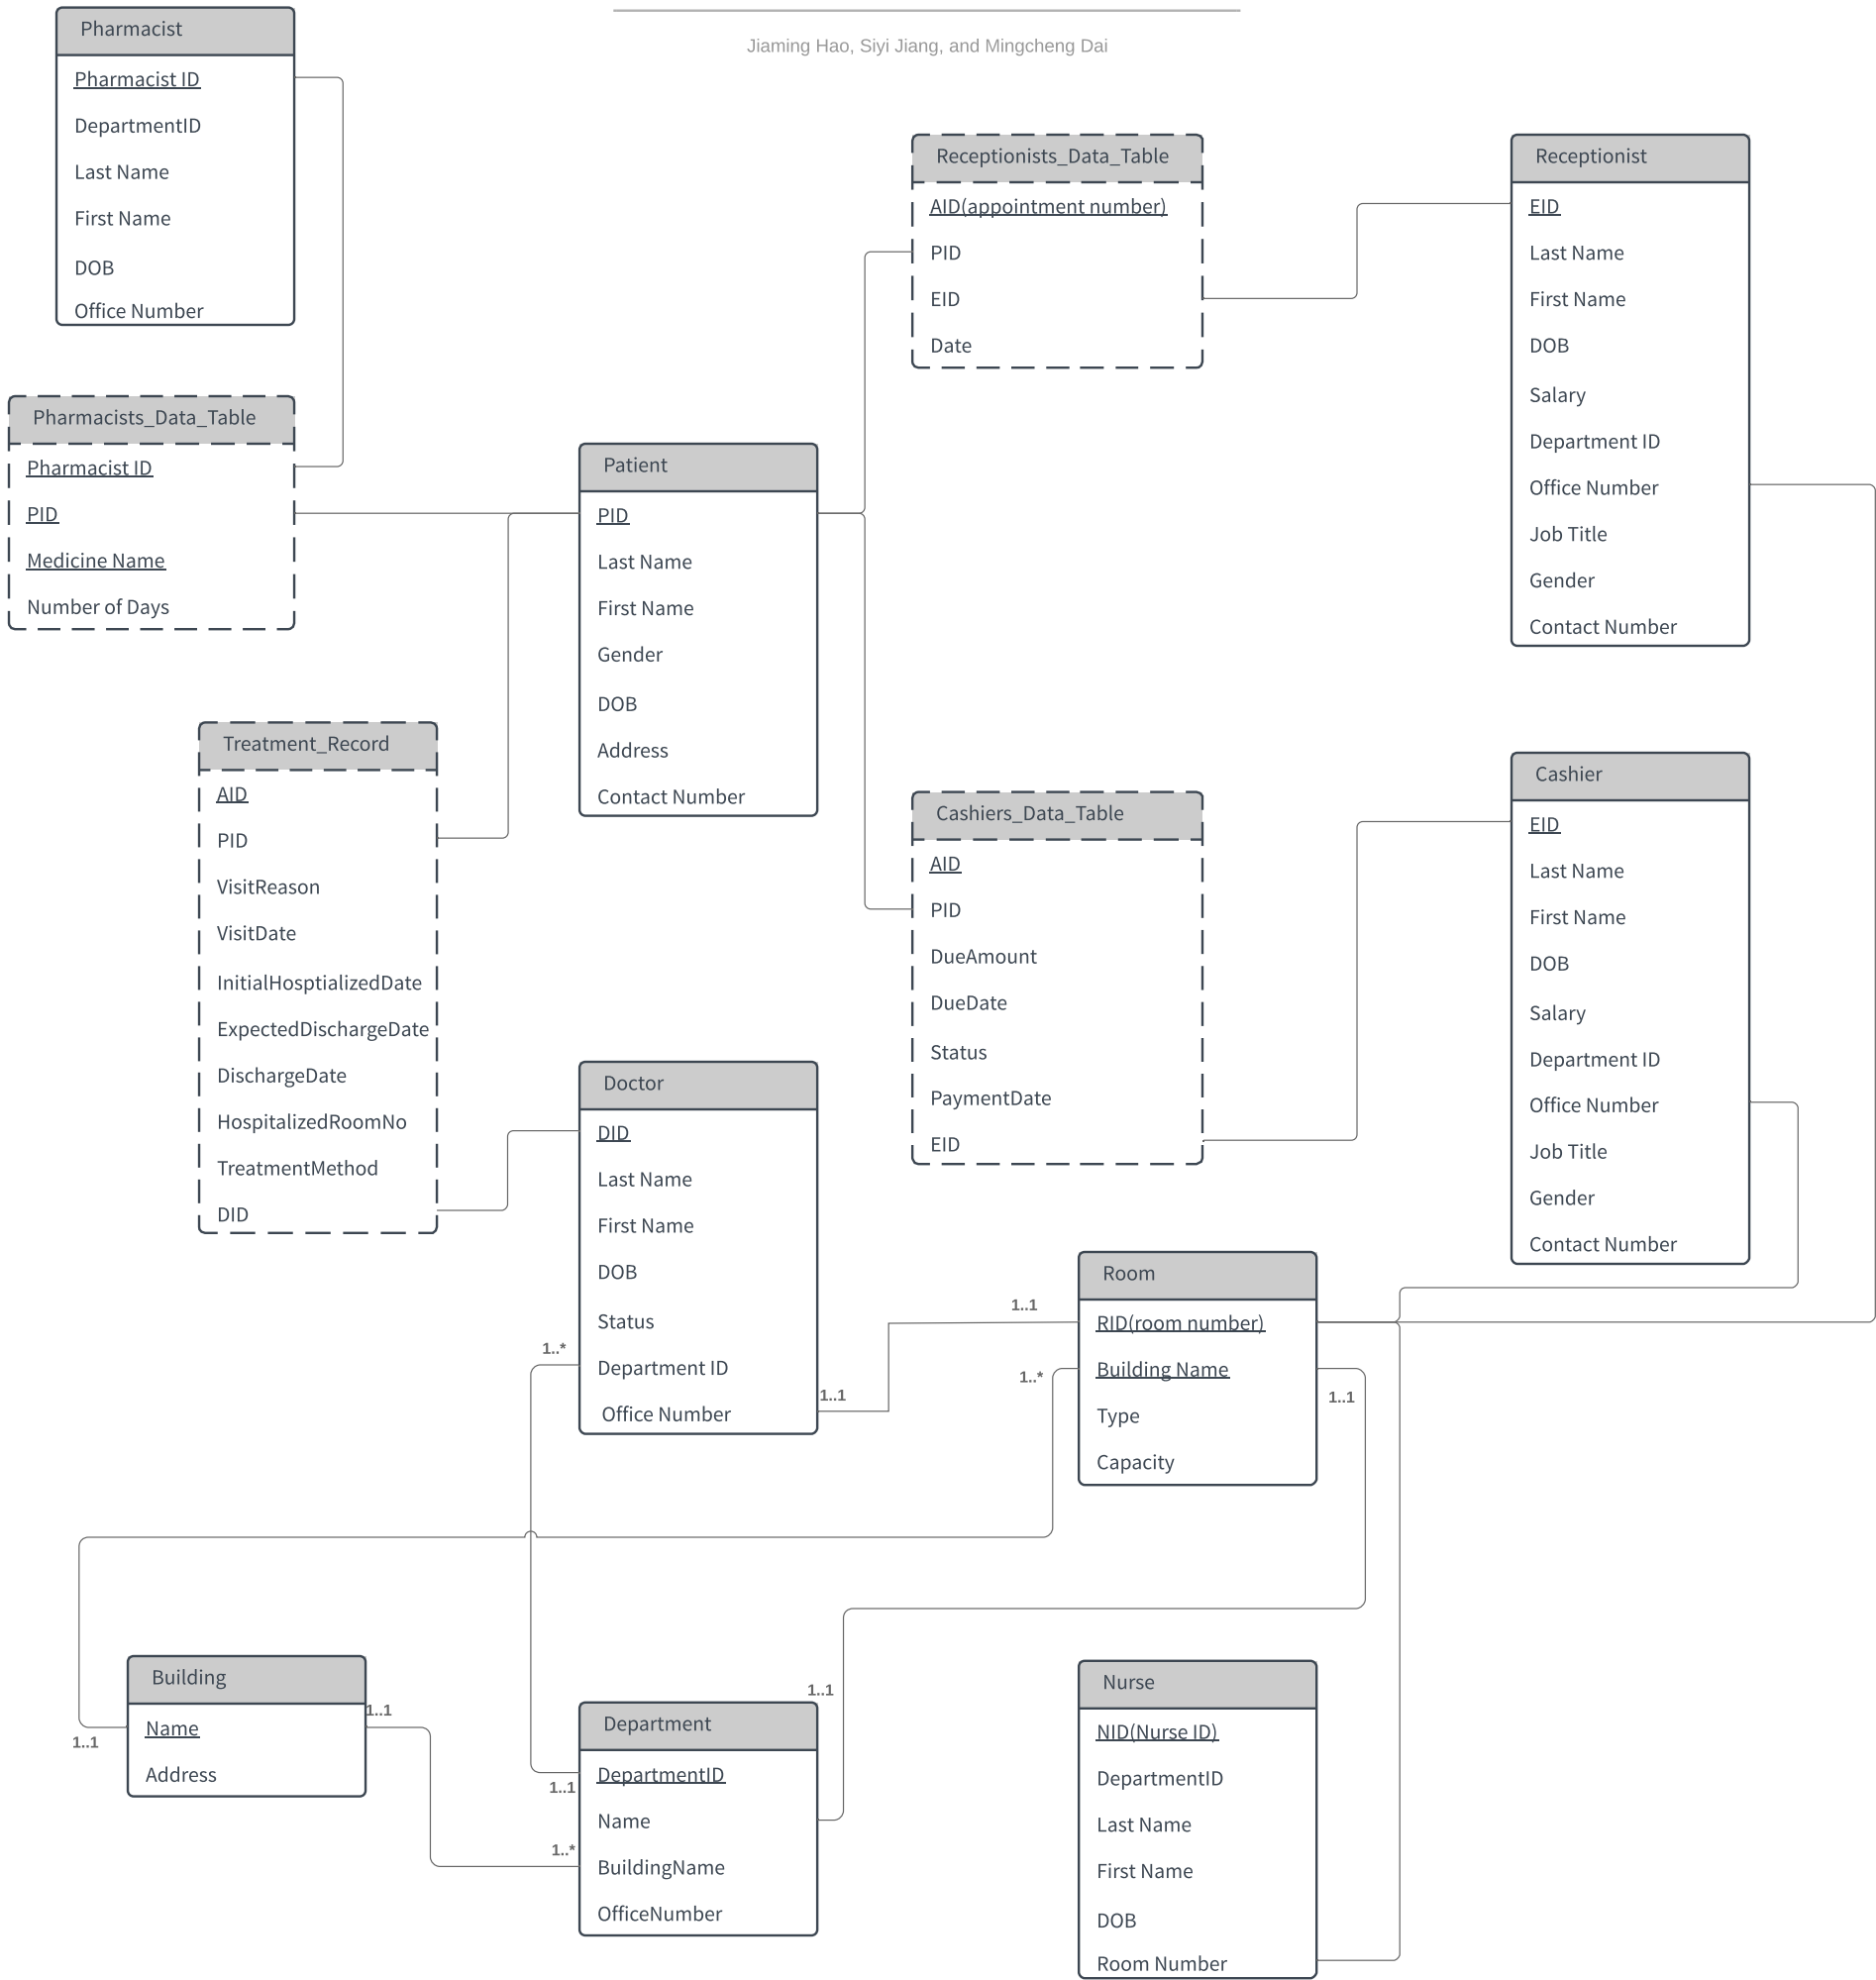 Jiaming Hao, Siyi Jiang, and Mingcheng Dai
Pharmacist
Pharmacist ID
DepartmentID
Last Name
First Name
DOB
Office Number
Receptionists_Data_Table
AID(appointment number)
PID
EID
Date
Receptionist
EID
Last Name
First Name
DOB
Salary
Department ID
Office Number
Job Title
Gender
Contact Number
Pharmacists_Data_Table
Pharmacist ID
PID
Medicine Name
Number of Days
Patient
PID
Last Name
First Name
Gender
DOB
Address
Contact Number
Treatment_Record
AID
PID
VisitReason
VisitDate
InitialHosptializedDate
ExpectedDischargeDate
DischargeDate
HospitalizedRoomNo
TreatmentMethod
DID
Cashiers_Data_Table
AID
PID
DueAmount
DueDate
Status
PaymentDate
EID
Cashier
EID
Last Name
First Name
DOB
Salary
Department ID
Office Number
Job Title
Gender
Contact Number
Doctor
DID
Last Name
First Name
DOB
Status
Department ID
Office Number
1..*
1..1
Room
RID(room number)
Building Name
Type
Capacity
1..1
1..*
1..1
Building
Name
Address
1..1
1..1
Department
DepartmentID
Name
BuildingName
OfficeNumber
1..1
1..1
1..*
Nurse
NID(Nurse ID)
DepartmentID
Last Name
First Name
DOB
Room Number